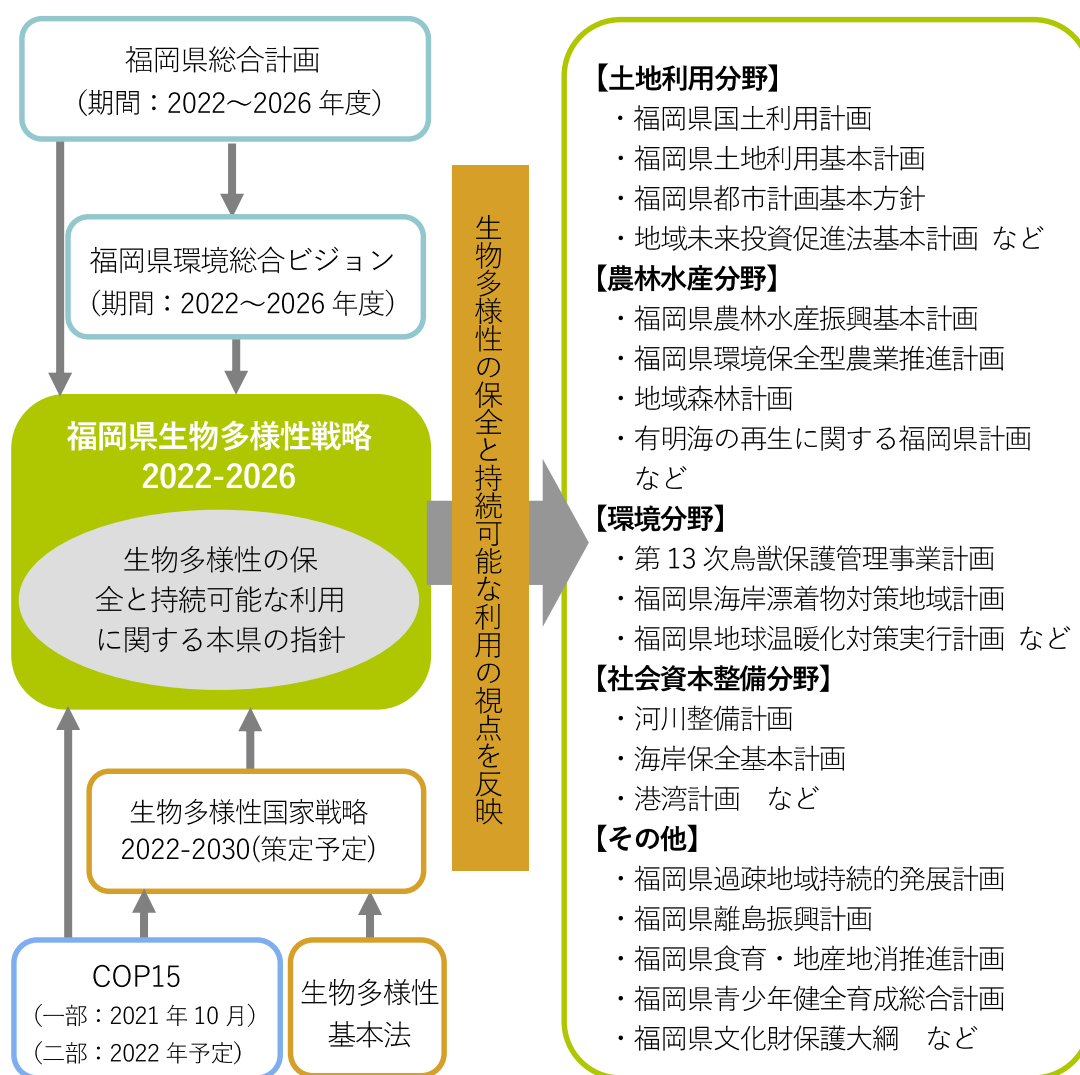 福岡県総合計画
（期間：2022～2026 年度）
福岡県環境総合ビジョン
（期間：2022～2026 年度）
福岡県生物多様性戦略
2022-2026
生物多様性の保
全と持続可能な利用
に関する本県の指針
生物多様性国家戦略
2022-2030(策定予定)
COP15
（一部：2021 年 10 月）
（二部：2022 年予定）
生物多様性
基本法
生物多様性の保全と持続可能な利用の視点を反映
【土地利用分野】
・福岡県国土利用計画
・福岡県土地利用基本計画
・福岡県都市計画基本方針
・地域未来投資促進法基本計画 など
【農林水産分野】
・福岡県農林水産振興基本計画
・福岡県環境保全型農業推進計画
・地域森林計画
・有明海の再生に関する福岡県計画
など
【環境分野】
・第 13 次鳥獣保護管理事業計画
・福岡県海岸漂着物対策地域計画
・福岡県地球温暖化対策実行計画 など
【社会資本整備分野】
・河川整備計画
・海岸保全基本計画
・港湾計画　など
【その他】
・福岡県過疎地域持続的発展計画
・福岡県離島振興計画
・福岡県食育・地産地消推進計画
・福岡県青少年健全育成総合計画
・福岡県文化財保護大綱　など